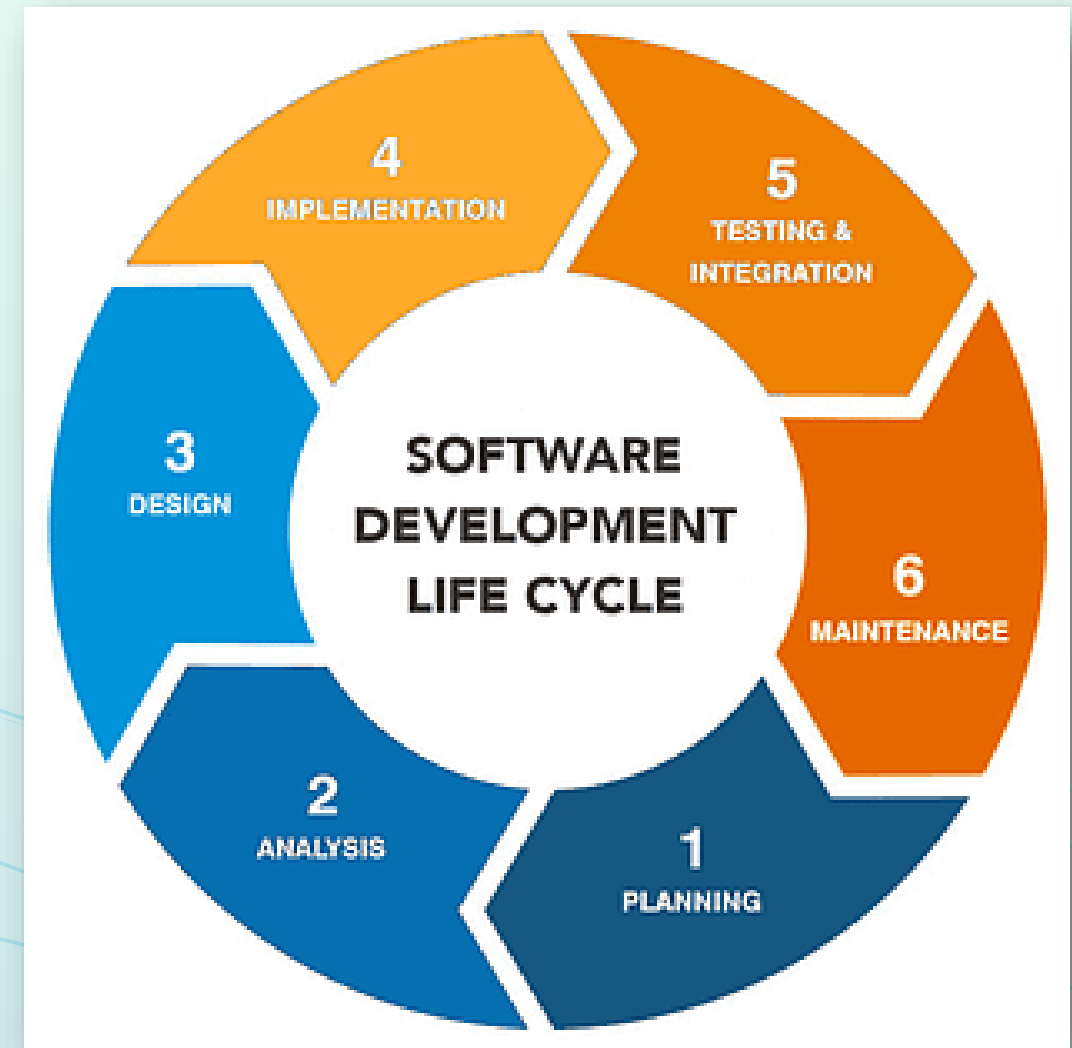 SOFTWARE
DEVELOPMENT
LIFE CYCLE
1
PLANNING
2
ANALYSIS
3
DESIGN
4
IMPLEMENTATION
5
TESTING &
INTEGRATION
6
MAINTENANCE